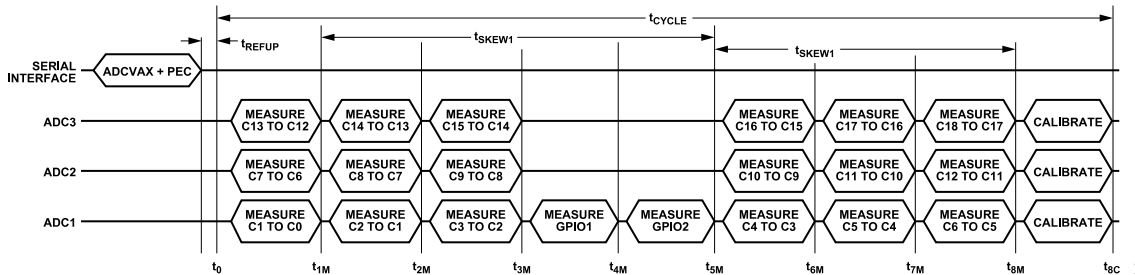 tCYCLE
tREFUP
tSKEW1
tSKEW1
SERIAL
INTERFACE
ADCVAX + PEC
ADC3
MEASURE
C13 TO C12
MEASURE
C14 TO C13
MEASURE
C15 TO C14
MEASURE
C16 TO C15
MEASURE
C17 TO C16
MEASURE
C18 TO C17
CALIBRATE
ADC2
MEASURE
C7 TO C6
MEASURE
C8 TO C7
MEASURE
C9 TO C8
MEASURE
C10 TO C9
MEASURE
C11 TO C10
MEASURE
C12 TO C11
CALIBRATE
ADC1
MEASURE
C1 TO C0
MEASURE
C2 TO C1
MEASURE
C3 TO C2
MEASURE
GPIO1
MEASURE
GPIO2
MEASURE
C4 TO C3
MEASURE
C5 TO C4
MEASURE
C6 TO C5
CALIBRATE
t0
t1M
t2M
t3M
t4M
t5M
t6M
t7M
t8M
t8C